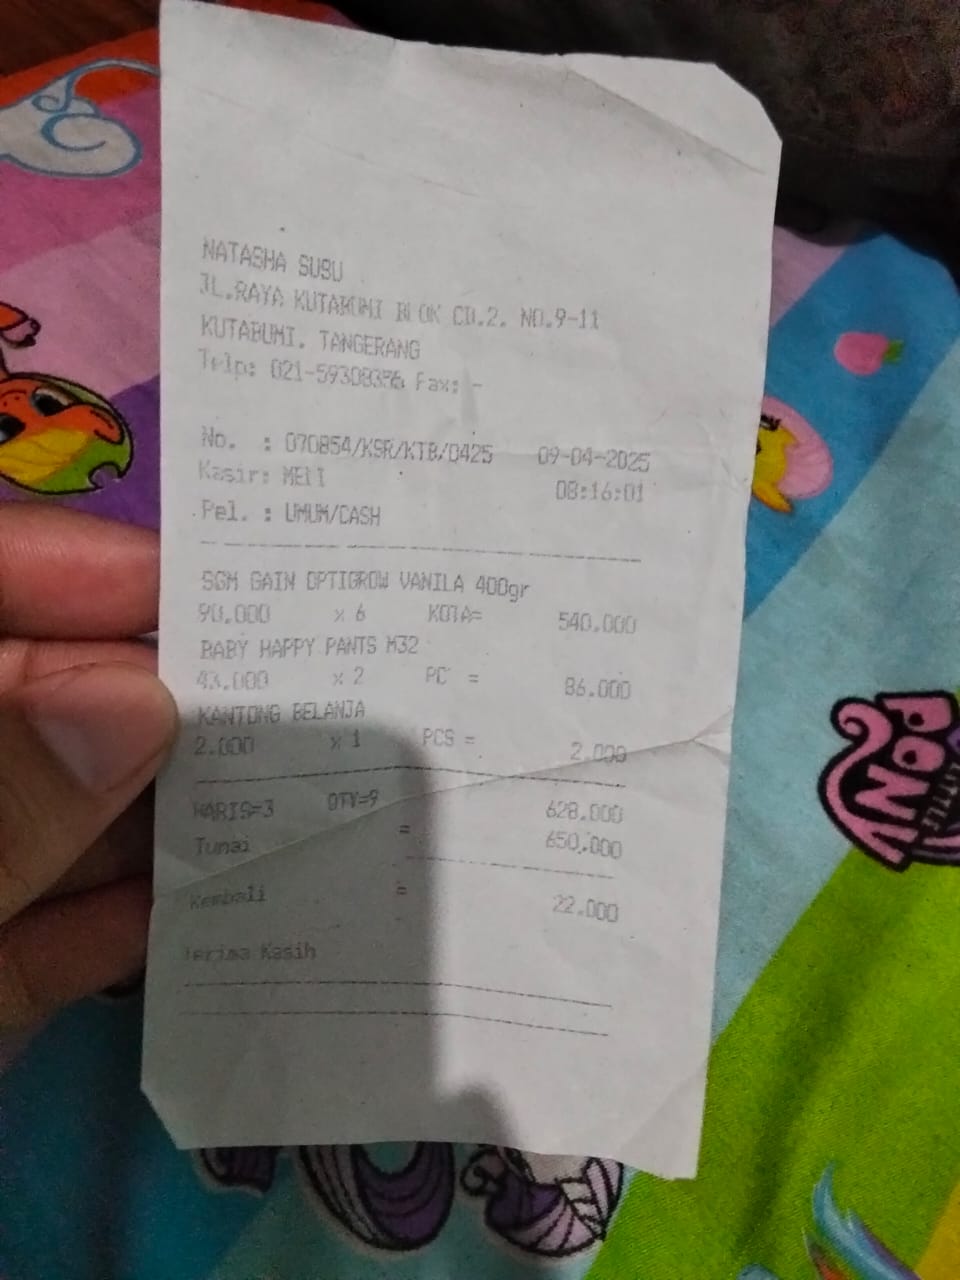 NATASHA SUSU
JL.RAYA KUTABUMI BLOK CD.2. NO.9-11
KUTABUMI. TANGERANG
Telp: Fax: -
No. : 070854/KSR/KTB/0425 09-04-2025
Kasir: MELI 08:16:01
Pel. : UMUM/CASH
SGM GAIN OPTIGROW VANILA 400gr
90.000 x 6 KOTA= 540.000
BABY HAPPY PANTS M32
43.000 x 2 PC = 86.000
KANTONG BELANJA
2.000 x 1 PCS = 2.000
BARIS=3 QTY=9 628.000
Tunai = 650.000
Kembali = 22.000
Terima Kasih
LITTLE
PONY